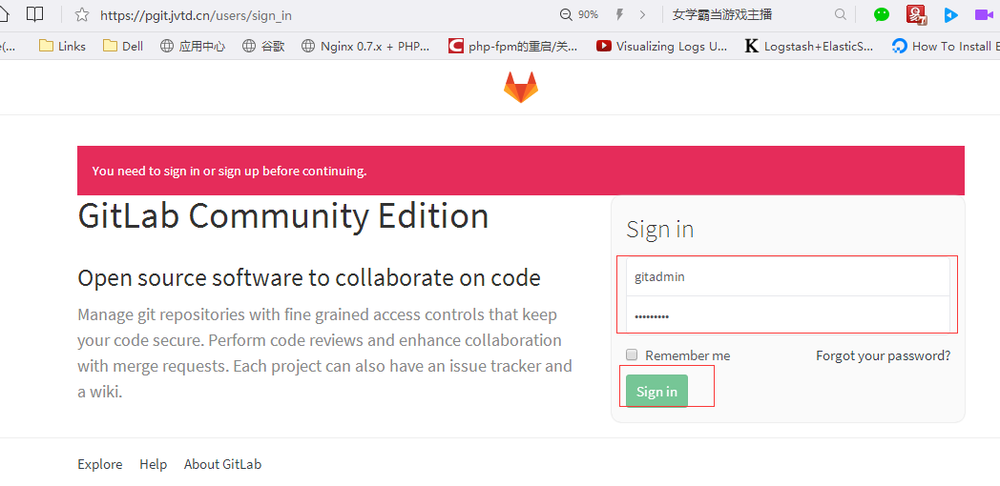 https://pgit.jvtd.cn/users/sign_in
90%
女学霸当游戏主播
e(...
Links
Dell
应用中心
谷歌
Nginx 0.7.x + PHP...
php-fpm的重启/关...
Visualizing Logs U...
Logstash+ElasticS...
How To Install E
You need to sign in or sign up before continuing.
GitLab Community Edition
Sign in
Open source software to collaborate on code
gitadmin
Manage git repositories with fine grained access controls that keep
your code secure. Perform code reviews and enhance collaboration
with merge requests. Each project can also have an issue tracker and
a wiki.
•••••••••
Remember me
Forgot your password?
Sign in
Explore
Help
About GitLab